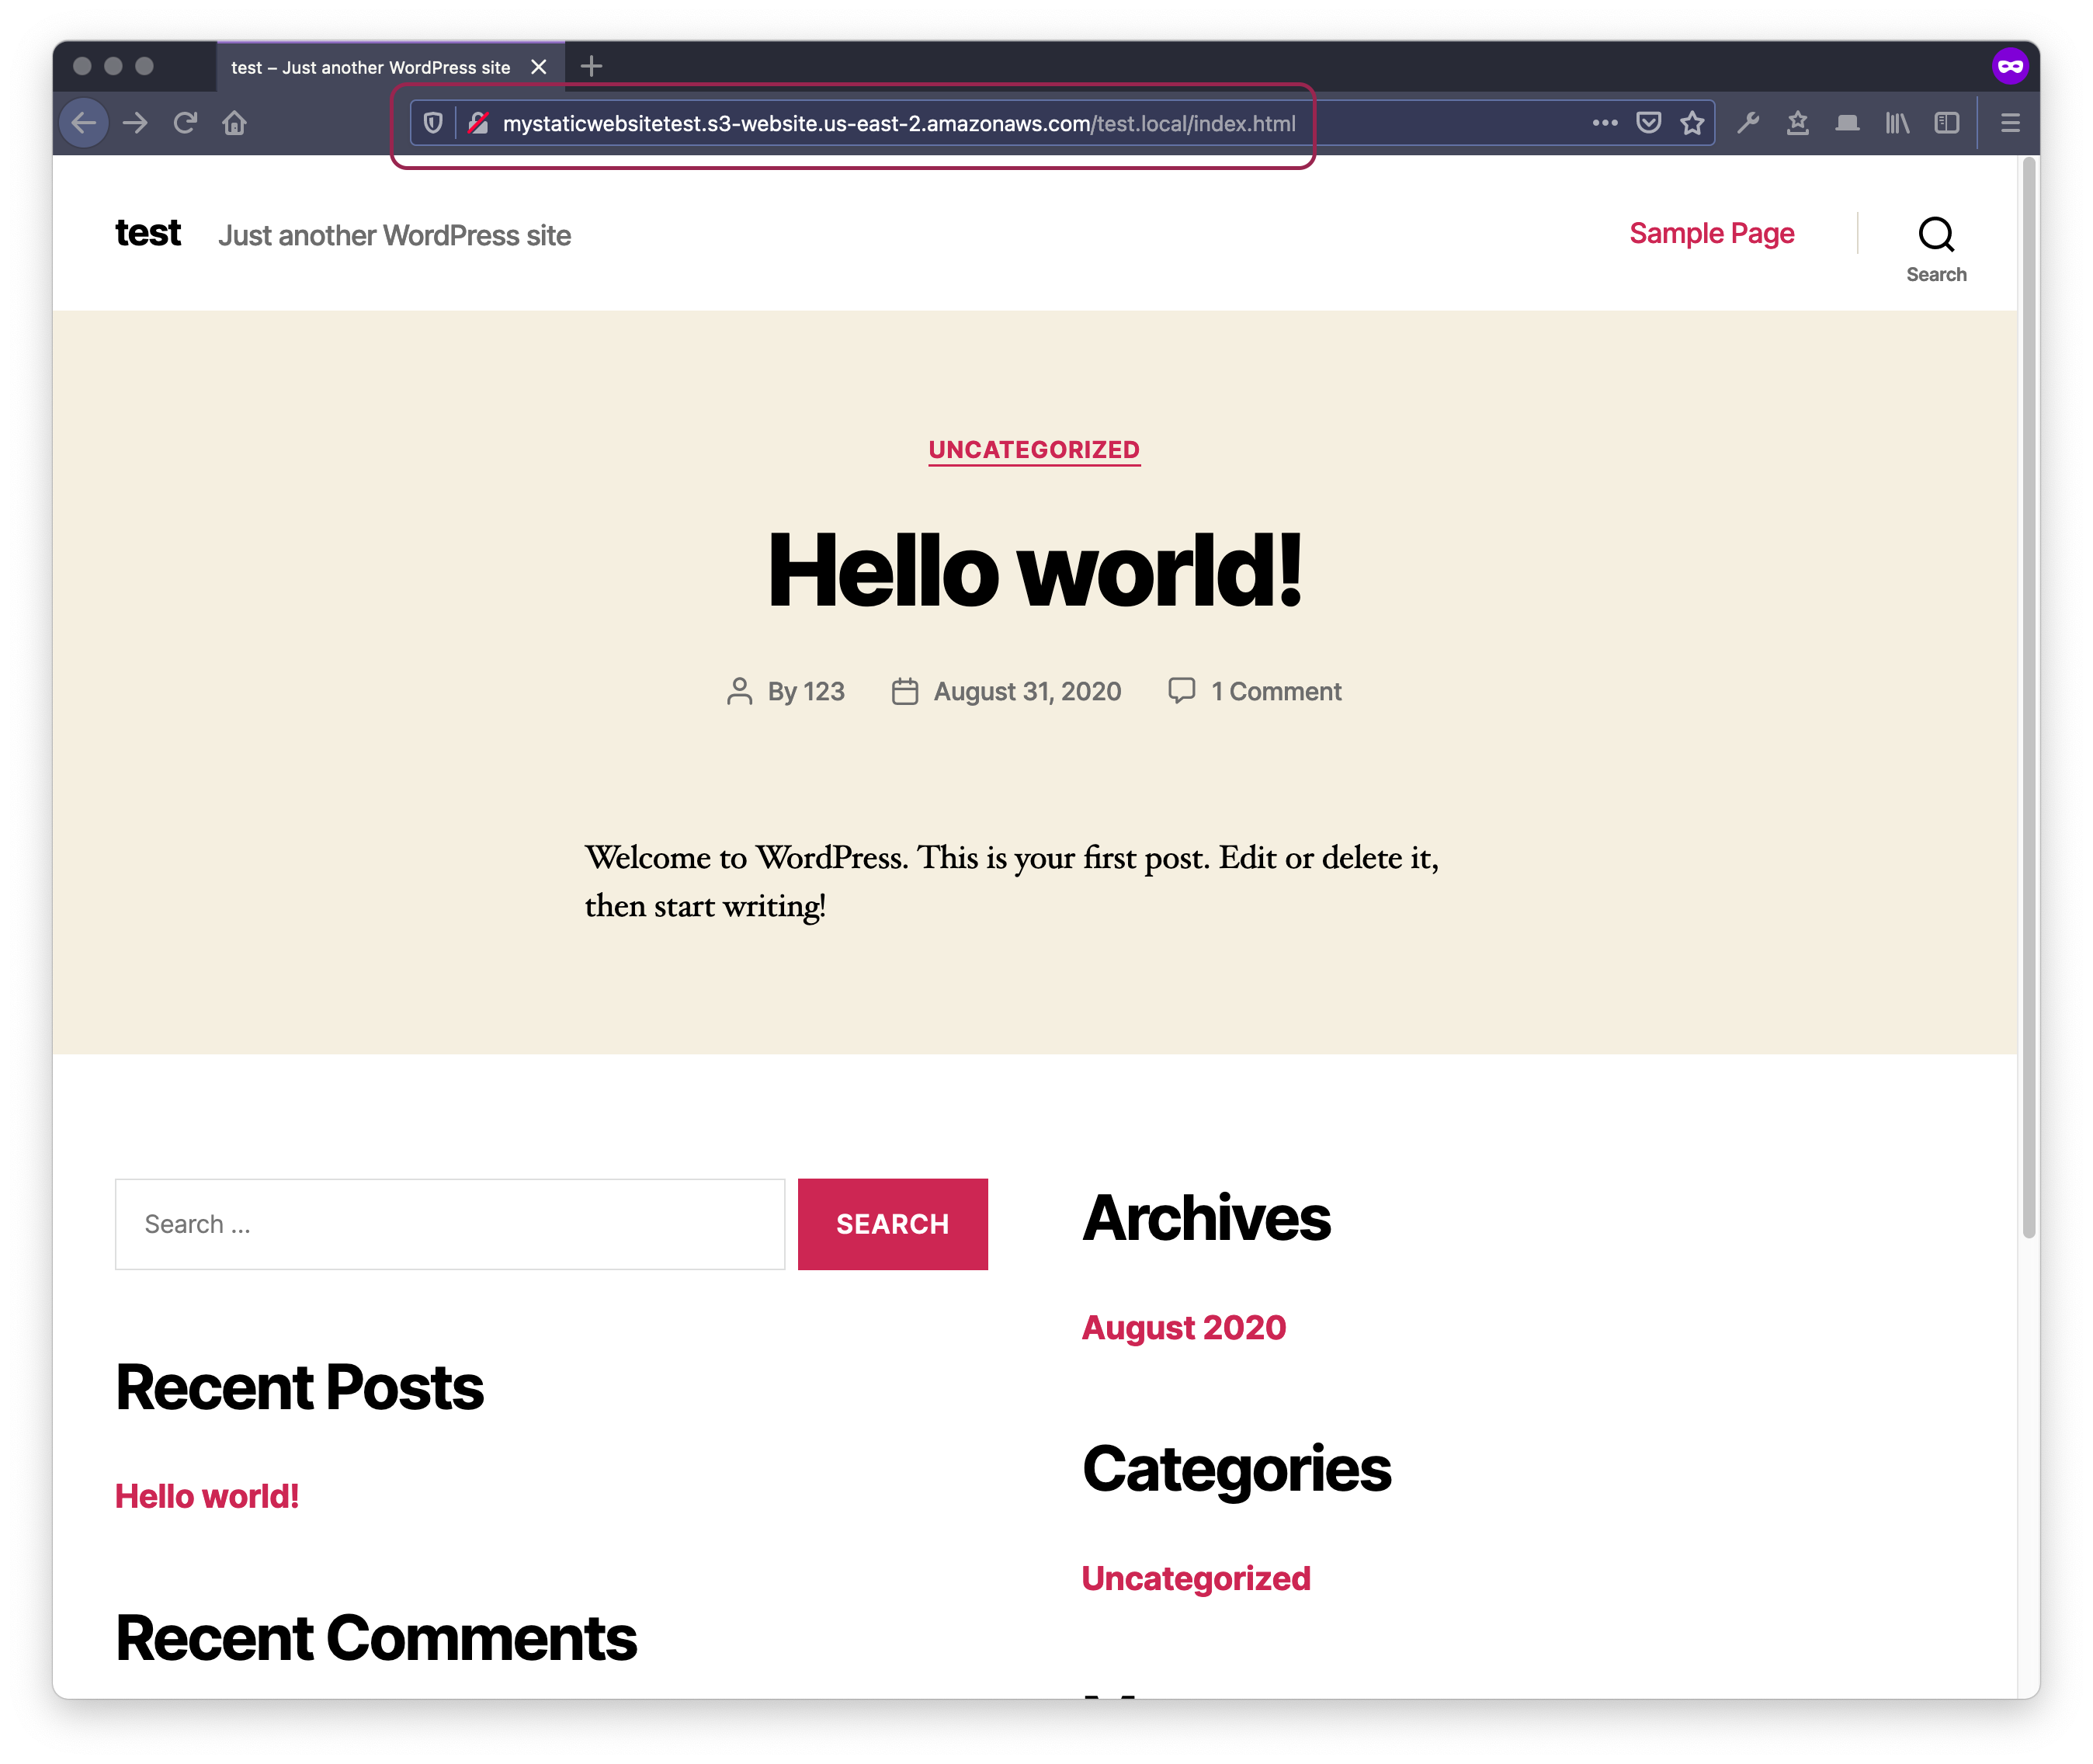 test – Just another WordPress site
mystaticwebsitetest.s3-website.us-east-2.amazonaws.com/test.local/index.html
test Just another WordPress site
Sample Page
Search
UNCATEGORIZED
Hello world!
By 123 August 31, 2020 1 Comment
Welcome to WordPress. This is your first post. Edit or delete it,
then start writing!
Search ...
SEARCH
Recent Posts
Hello world!
Recent Comments
Archives
August 2020
Categories
Uncategorized